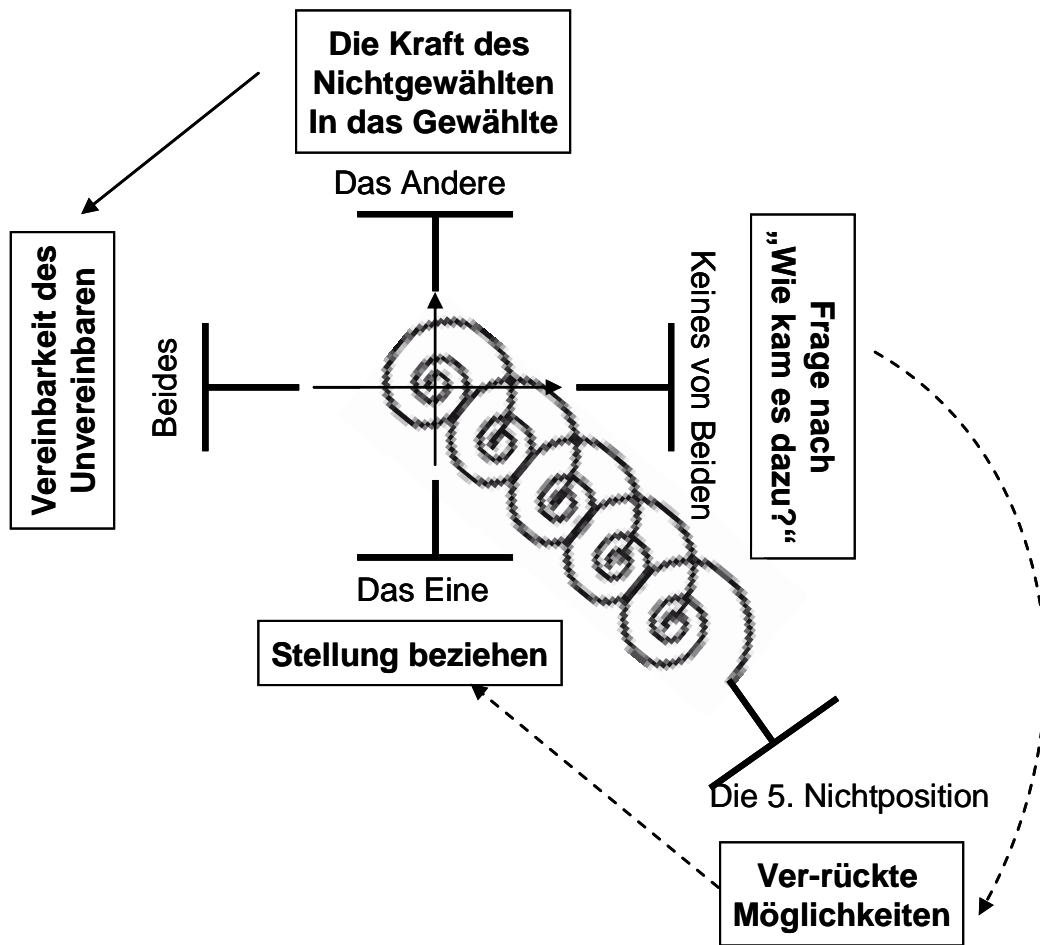 Die Kraft des
Nichtgewählten
In das Gewählte
Das Andere
Vereinbarkeit des
Unvereinbaren
Beides
Keines von Beiden
Frage nach
„Wie kam es dazu?“
Das Eine
Stellung beziehen
Die 5. Nichtposition
Ver-rückte
Möglichkeiten